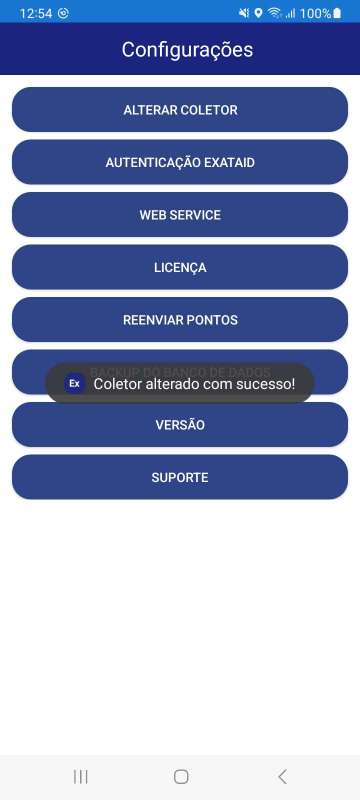 12:54 100%
Configurações
ALTERAR COLETOR
AUTENTICAÇÃO EXATAID
WEB SERVICE
LICENÇA
REENVIAR PONTOS
BACKUP DO BANCO DE DADOS
Ex Coletor alterado com sucesso!
VERSÃO
SUPORTE